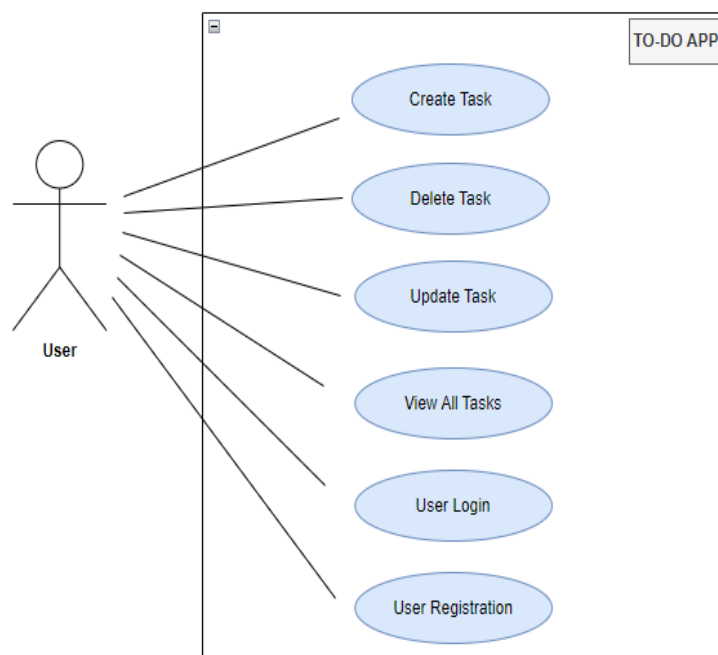 TO-DO APP
Create Task
Delete Task
Update Task
User
View All Tasks
User Login
User Registration